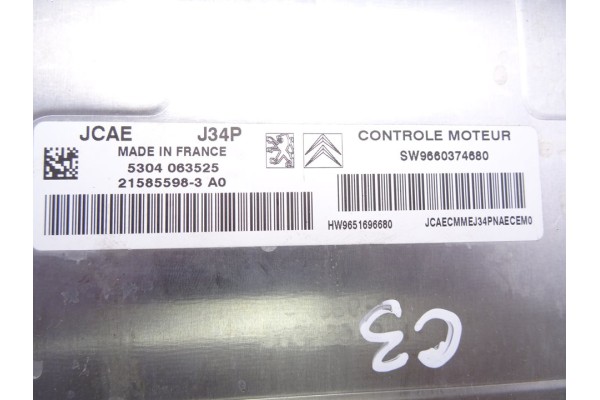 JCAE J34P
MADE IN FRANCE
5304 063525
21585598-3 A0
CONTROLE MOTEUR
SW9660374680
HW9651696680 JCAECMMEJ34PNAECEM0
C3